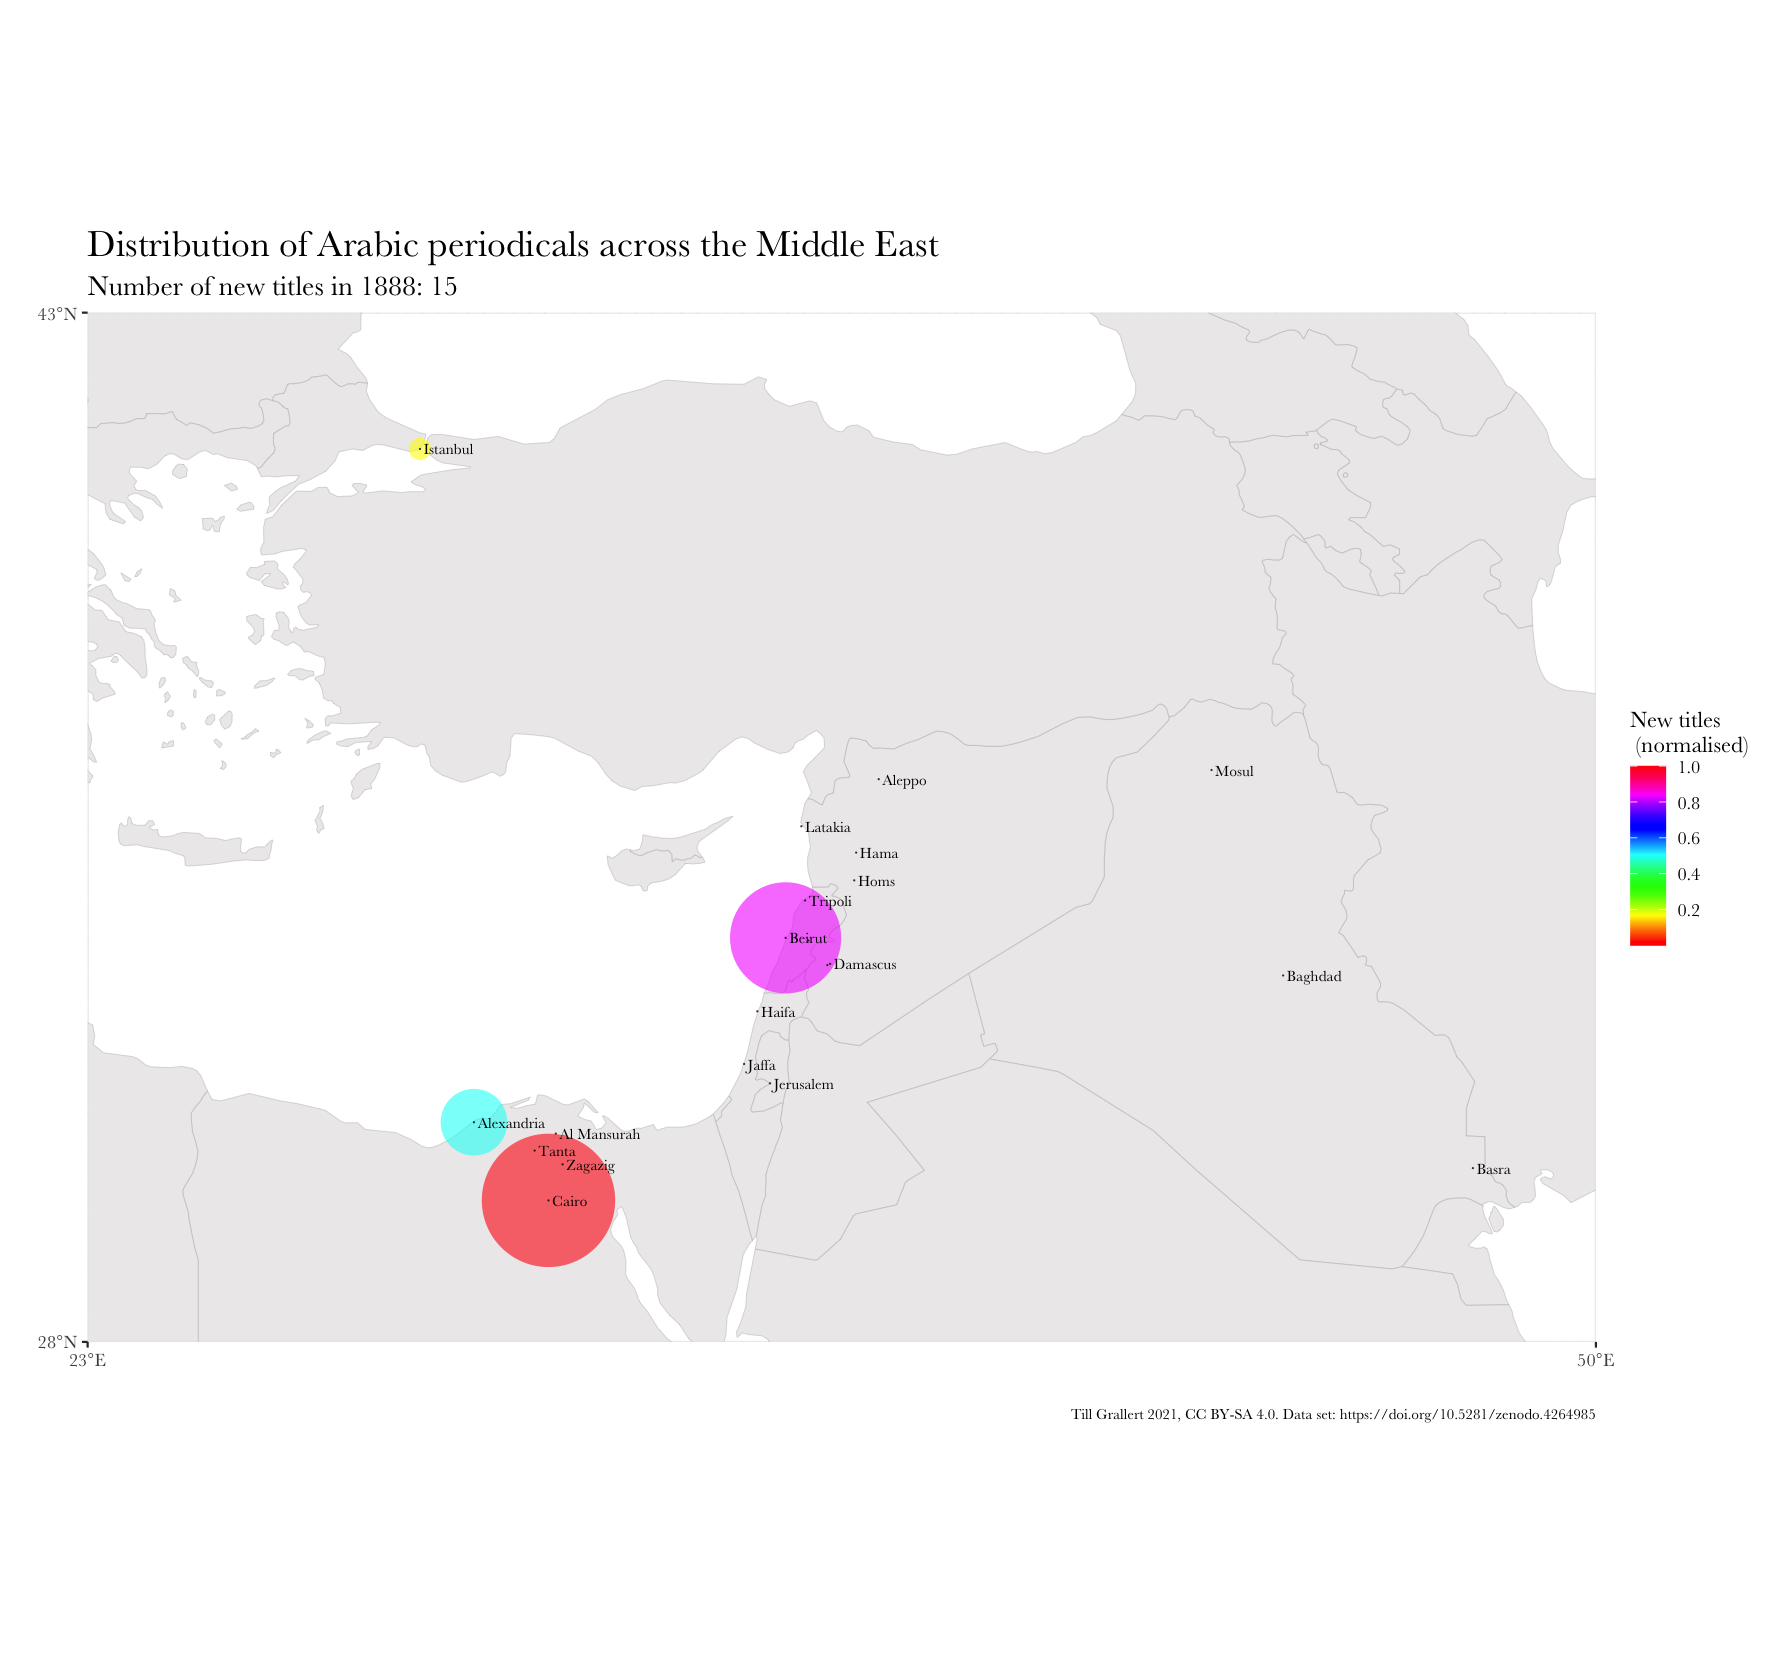 Distribution of Arabic periodicals across the Middle East
Number of new titles in 1888: 15
43°N
Istanbul
New titles
(normalised)
1.0
0.8
0.6
0.4
0.2
Mosul
Aleppo
Latakia
Hama
Homs
Tripoli
Beirut
Damascus
Baghdad
Haifa
Jaffa
Jerusalem
Alexandria
Al Mansurah
Tanta
Zagazig
Basra
Cairo
28°N
23°E
50°E
Till Grallert 2021, CC BY-SA 4.0. Data set: https://doi.org/10.5281/zenodo.4264985